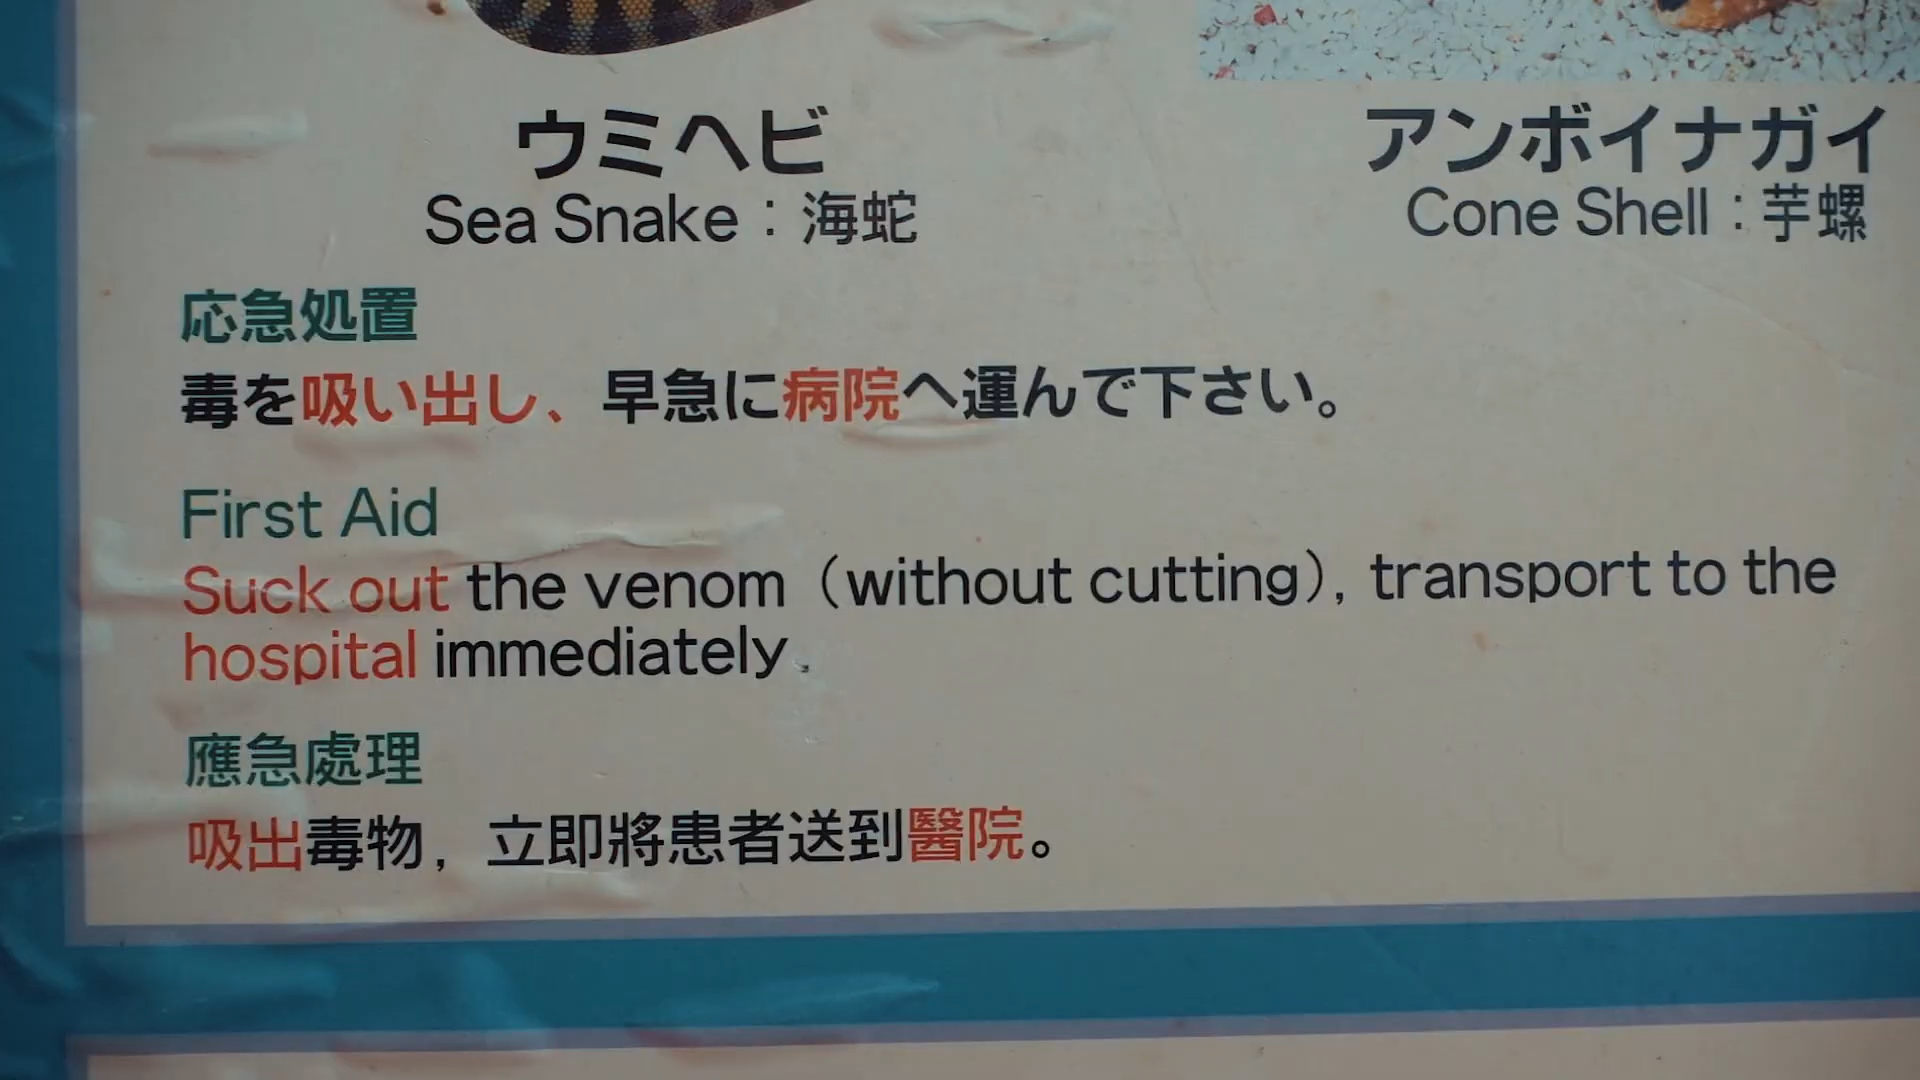 ウミヘビ
Sea Snake：海蛇
アンボイナガイ
Cone Shell：芋螺
応急処置
毒を吸い出し、早急に病院へ運んで下さい。
First Aid
Suck out the venom（without cutting）, transport to the
hospital immediately.
應急處理
吸出毒物，立即將患者送到醫院。